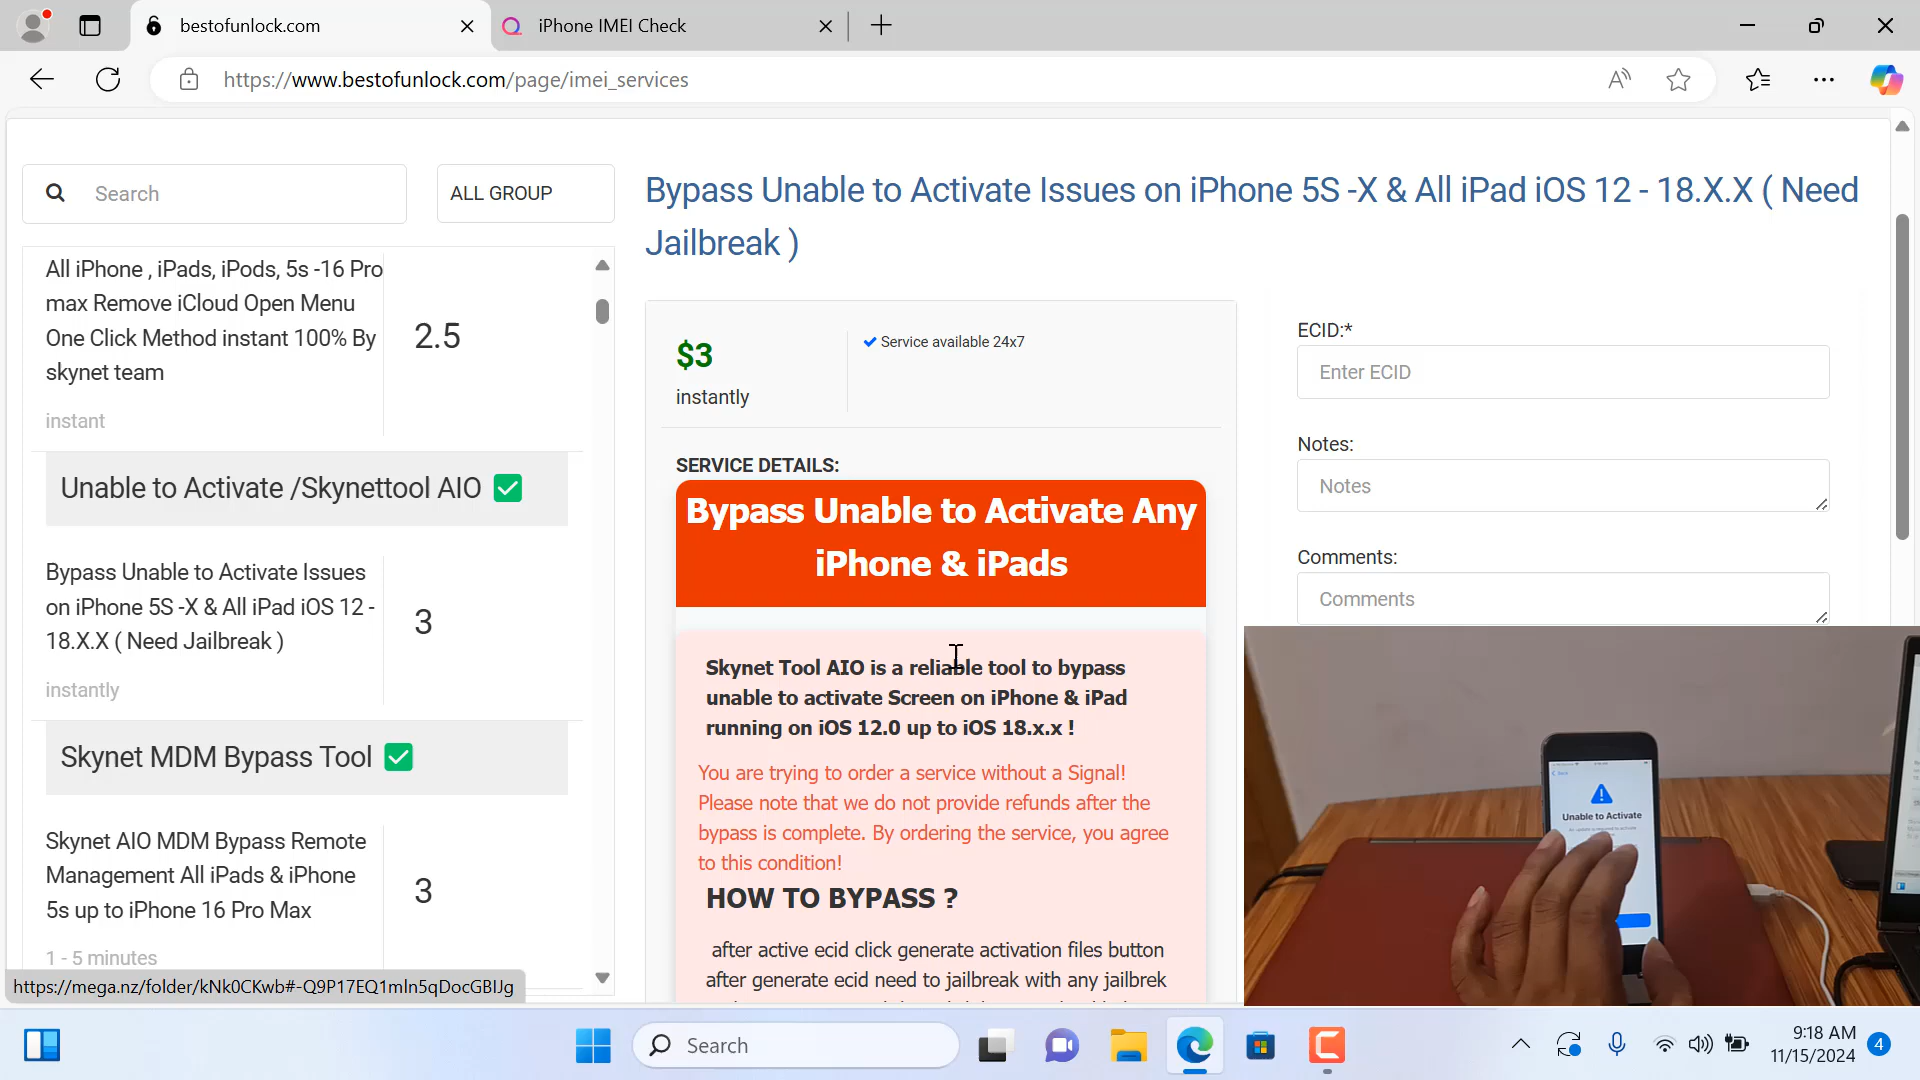 bestofunlock.com
iPhone IMEI Check
https://www.bestofunlock.com/page/imei_services
Search
ALL GROUP
All iPhone , iPads, iPods, 5s -16 Pro
max Remove iCloud Open Menu
One Click Method instant 100% By
skynet team
2.5
instant
Unable to Activate /Skynettool AIO ✅
Bypass Unable to Activate Issues
on iPhone 5S -X & All iPad iOS 12 -
18.X.X ( Need Jailbreak )
3
instantly
Skynet MDM Bypass Tool ✅
Skynet AIO MDM Bypass Remote
Management All iPads & iPhone
5s up to iPhone 16 Pro Max
3
1 - 5 minutes
https://mega.nz/folder/kNk0CKwb#-Q9P17EQ1mln5qDocGBIJg
Bypass Unable to Activate Issues on iPhone 5S -X & All iPad iOS 12 - 18.X.X ( Need
Jailbreak )
$3
instantly
Service available 24x7
SERVICE DETAILS:
Bypass Unable to Activate Any
iPhone & iPads
Skynet Tool AIO is a reliable tool to bypass
unable to activate Screen on iPhone & iPad
running on iOS 12.0 up to iOS 18.x.x !
You are trying to order a service without a Signal!
Please note that we do not provide refunds after the
bypass is complete. By ordering the service, you agree
to this condition!
HOW TO BYPASS ?
after active ecid click generate activation files button
after generate ecid need to jailbreak with any jailbrek
ECID:*
Enter ECID
Notes:
Notes
Comments:
Comments
Unable to Activate
Search
9:18 AM
11/15/2024
4